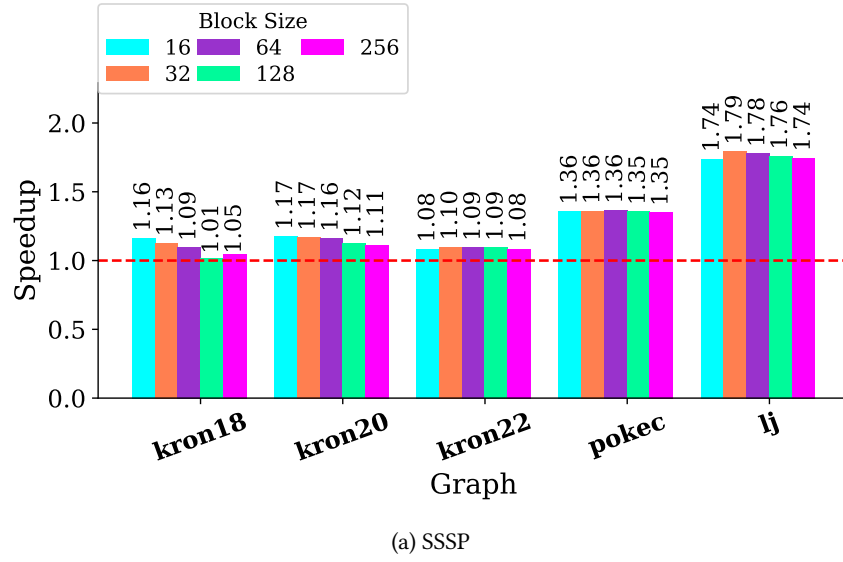 Block Size
16 64 256
32 128
Speedup
2.0
1.5
1.0
0.5
0.0
1.16 1.13 1.09 1.01 1.05
1.17 1.17 1.16 1.12 1.11
1.08 1.10 1.09 1.09 1.08
1.36 1.36 1.36 1.35 1.35
1.74 1.79 1.78 1.76 1.74
kron18 kron20 kron22 pokec lj
Graph
(a) SSSP